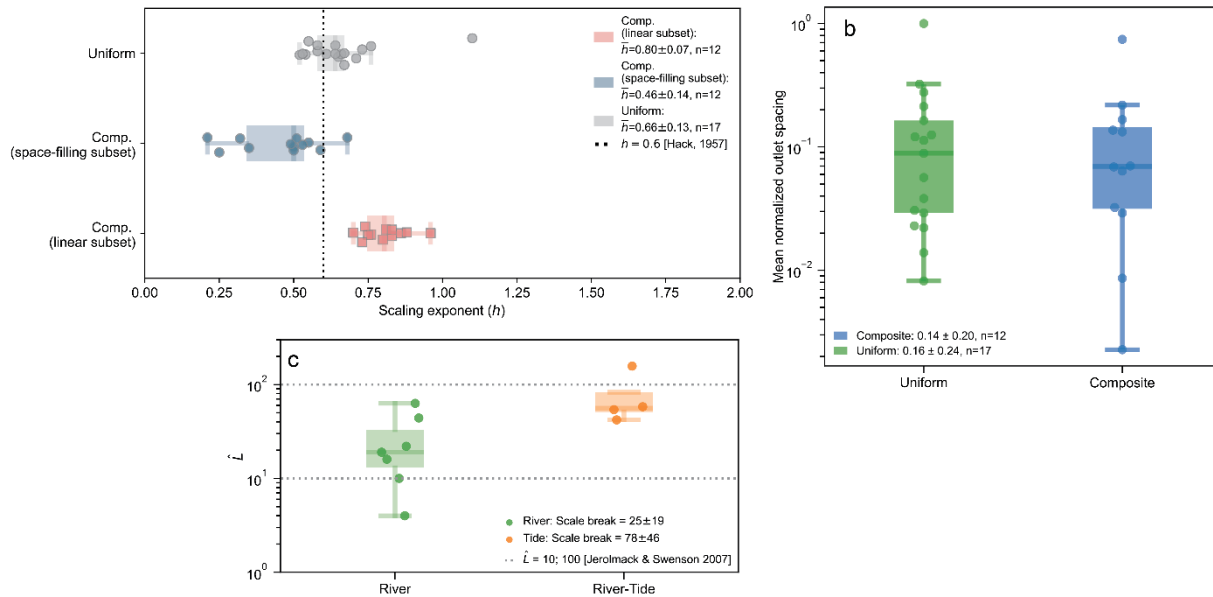 Uniform
Comp.
(space-filling subset)
Comp.
(linear subset)
0.00
0.25
0.50
0.75
1.00
1.25
1.50
1.75
2.00
Scaling exponent (h)
Comp.
(linear subset):
h̅=0.80±0.07, n=12
Comp.
(space-filling subset):
h̅=0.46±0.14, n=12
Uniform:
h̅=0.66±0.13, n=17
h = 0.6 [Hack, 1957]
b
Mean normalized outlet spacing
10⁰
10⁻¹
10⁻²
Composite: 0.14 ± 0.20, n=12
Uniform: 0.16 ± 0.24, n=17
Uniform
Composite
c
L̂
10²
10¹
10⁰
River: Scale break = 25±19
Tide: Scale break = 78±46
L̂ = 10; 100 [Jerolmack & Swenson 2007]
River
River-Tide